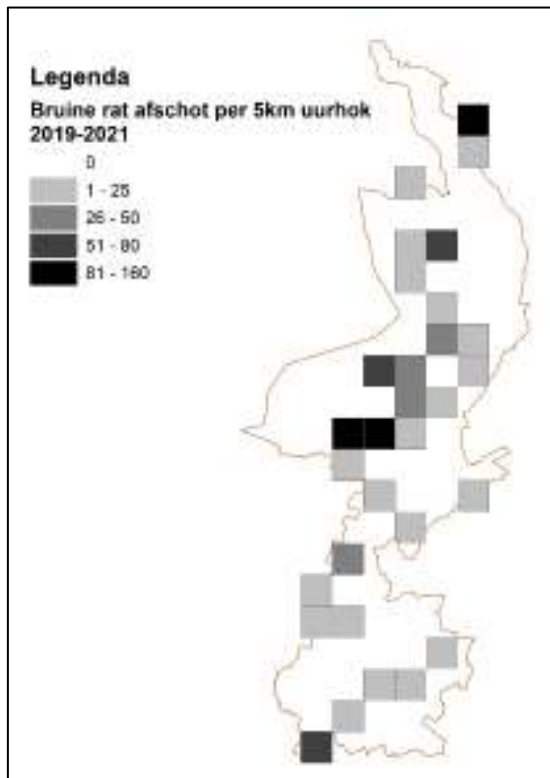 Legenda
Bruine rat afschot per 5km uurhok
2019-2021
0
1 - 25
26 - 50
51 - 80
81 - 160